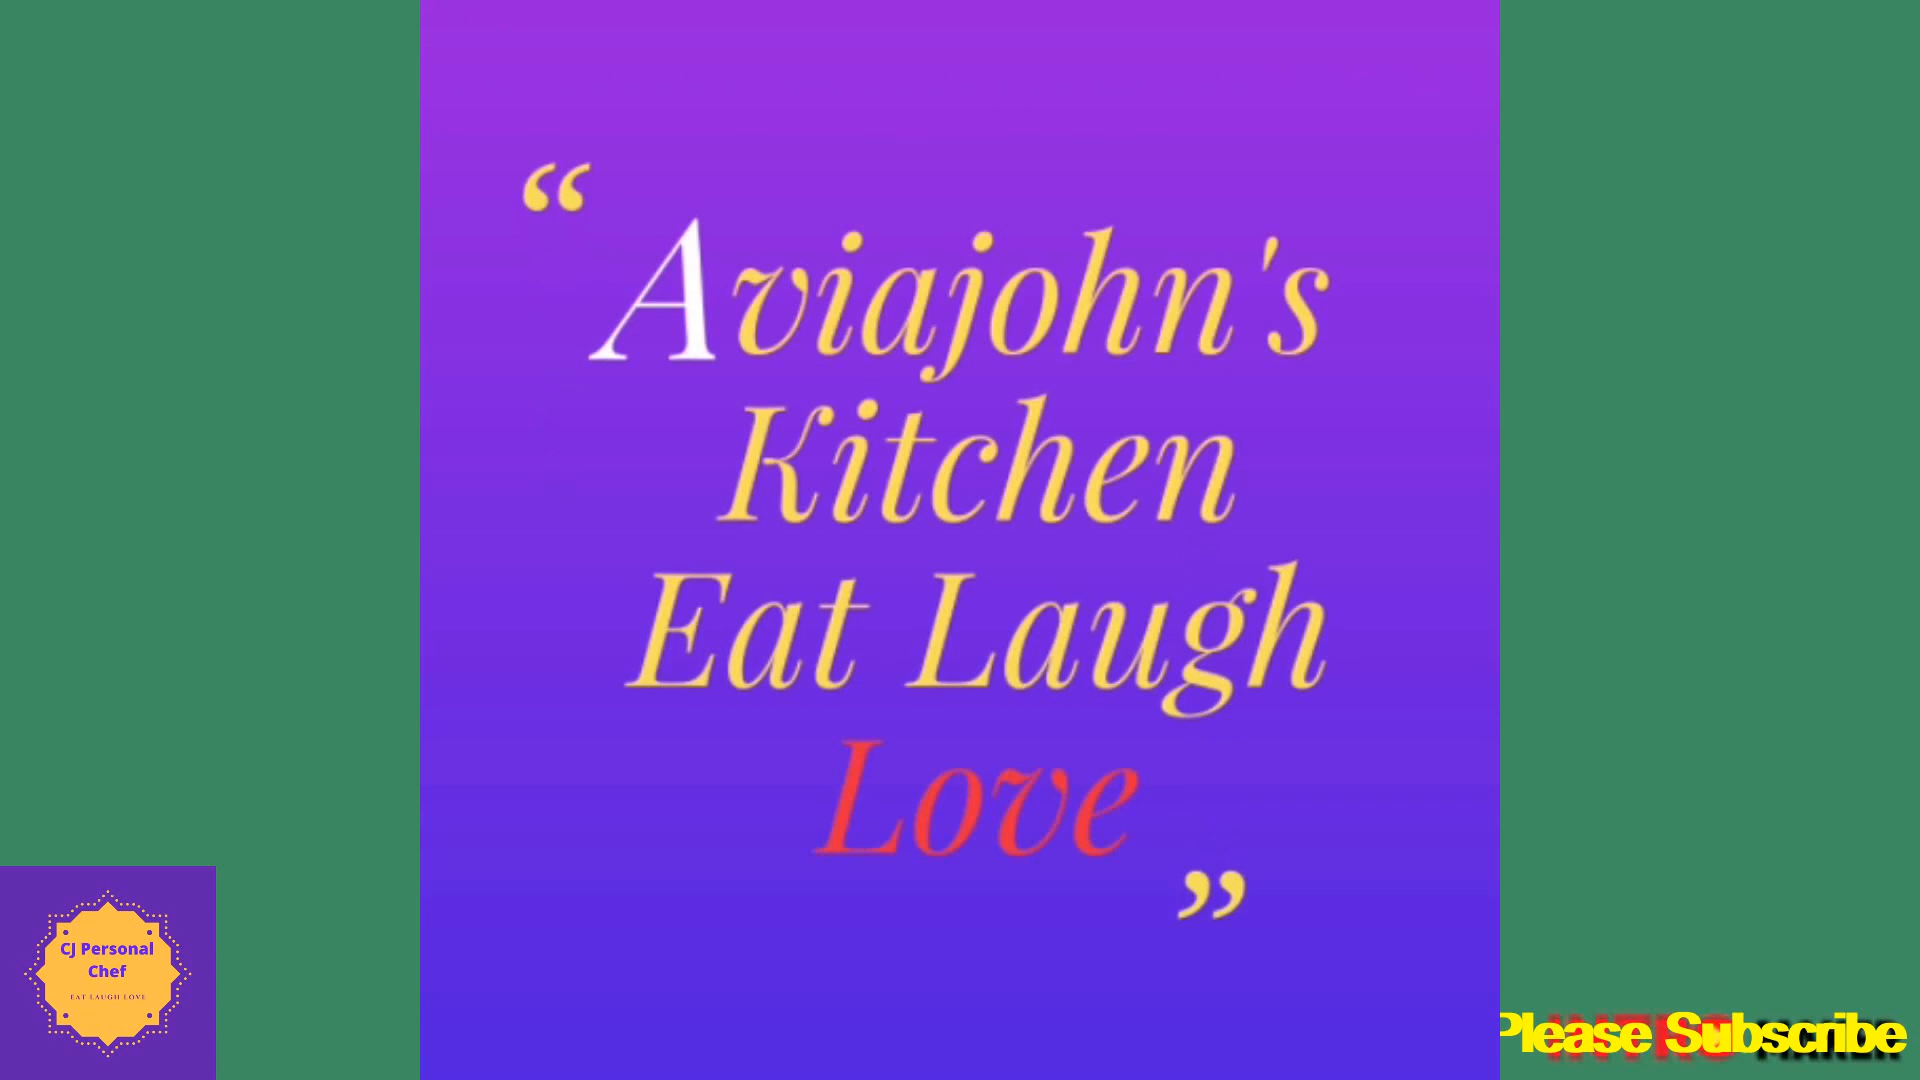 “
Aviajohn's
Kitchen
Eat Laugh
Love
”
CJ Personal
Chef
EAT LAUGH LOVE
Please Subscribe